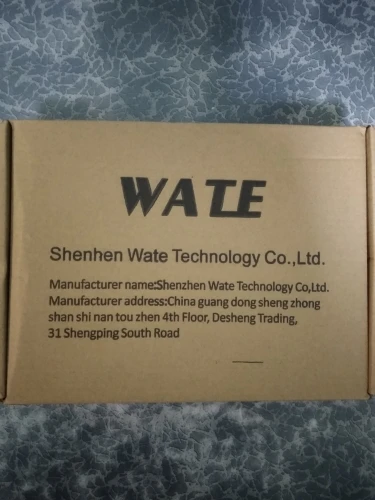 WATE
Shenhen Wate Technology Co.,Ltd.
Manufacturer name:Shenzhen Wate Technology Co,Ltd.
Manufacturer address:China guang dong sheng zhong
shan shi nan tou zhen 4th Floor, Desheng Trading,
31 Shengping South Road